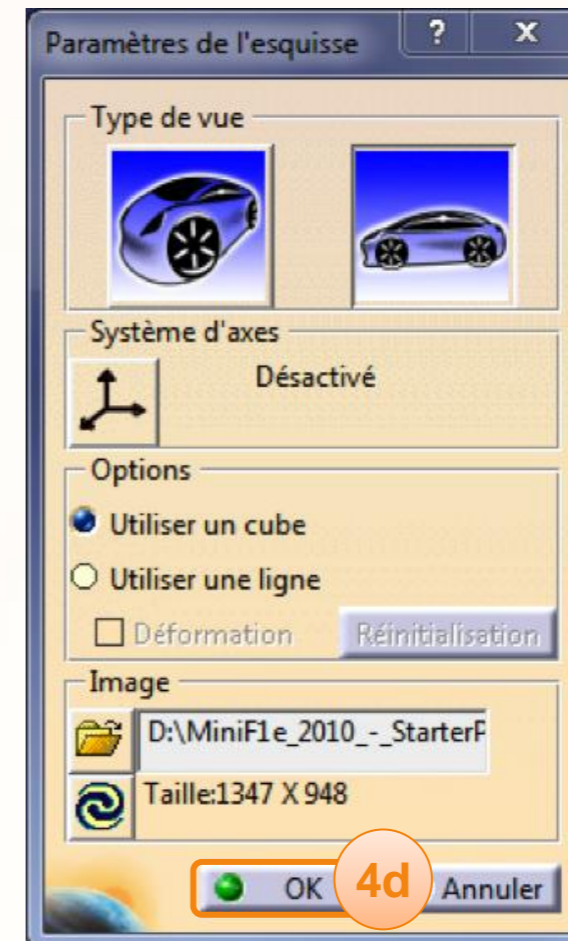 Paramètres de l'esquisse ? x
Type de vue
Système d'axes
Désactivé
Options
Utiliser un cube
Utiliser une ligne
Déformation Réinitialisation
Image
D:\MiniF1e_2010_-_StarterP
Taille:1347 X 948
OK 4d Annuler